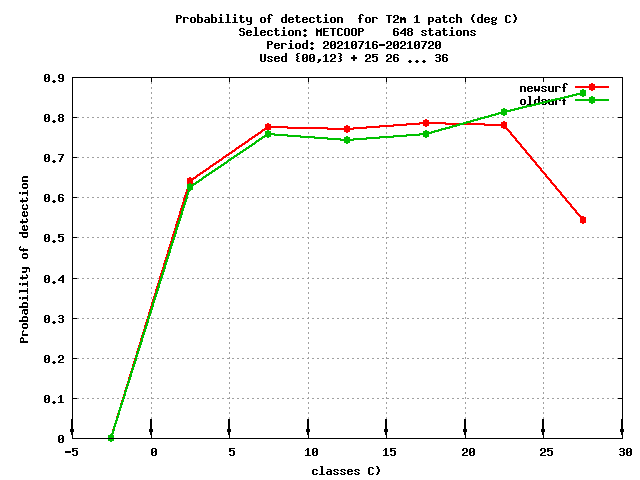 Probability of detection  for T2m 1 patch (deg C)
Selection: METCOOP    648 stations
Period: 20210716-20210720
Used {00,12} + 25 26 ... 36
newsurf
oldsurf
0.9
0.8
0.7
0.6
0.5
0.4
0.3
0.2
0.1
0
Probability of detection
-5 0 5 10 15 20 25 30
classes C)